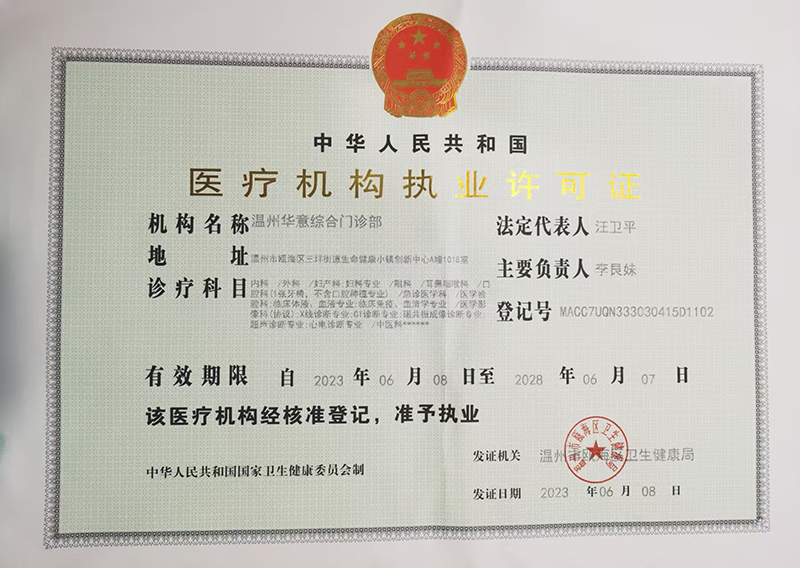 中华人民共和国
医疗机构执业许可证
机构名称 温州华意综合门诊部
法定代表人 汪卫平
地 址 温州市瓯海区三垟街道生命健康小镇创新中心A幢1018室
主要负责人 李良妹
诊疗科目 内科 /外科 /妇产科:妇科专业 /眼科 /耳鼻咽喉科 /口
腔科(1张牙椅，不含口腔种植专业) /急诊医学科 /医学检
验科:临床体液、血液专业;临床免疫、血清学专业 /医学影
像科(协议):X线诊断专业;CT诊断专业;磁共振成像诊断专业;
超声诊断专业;心电诊断专业 /中医科******
登记号 MACC7UQN333030415D1102
有效期限 自 2023 年 06 月 08 日至 2028 年 06 月 07 日
该医疗机构经核准登记，准予执业
发证机关 温州市瓯海区卫生健康局
中华人民共和国国家卫生健康委员会制
发证日期 2023 年 06 月 08 日